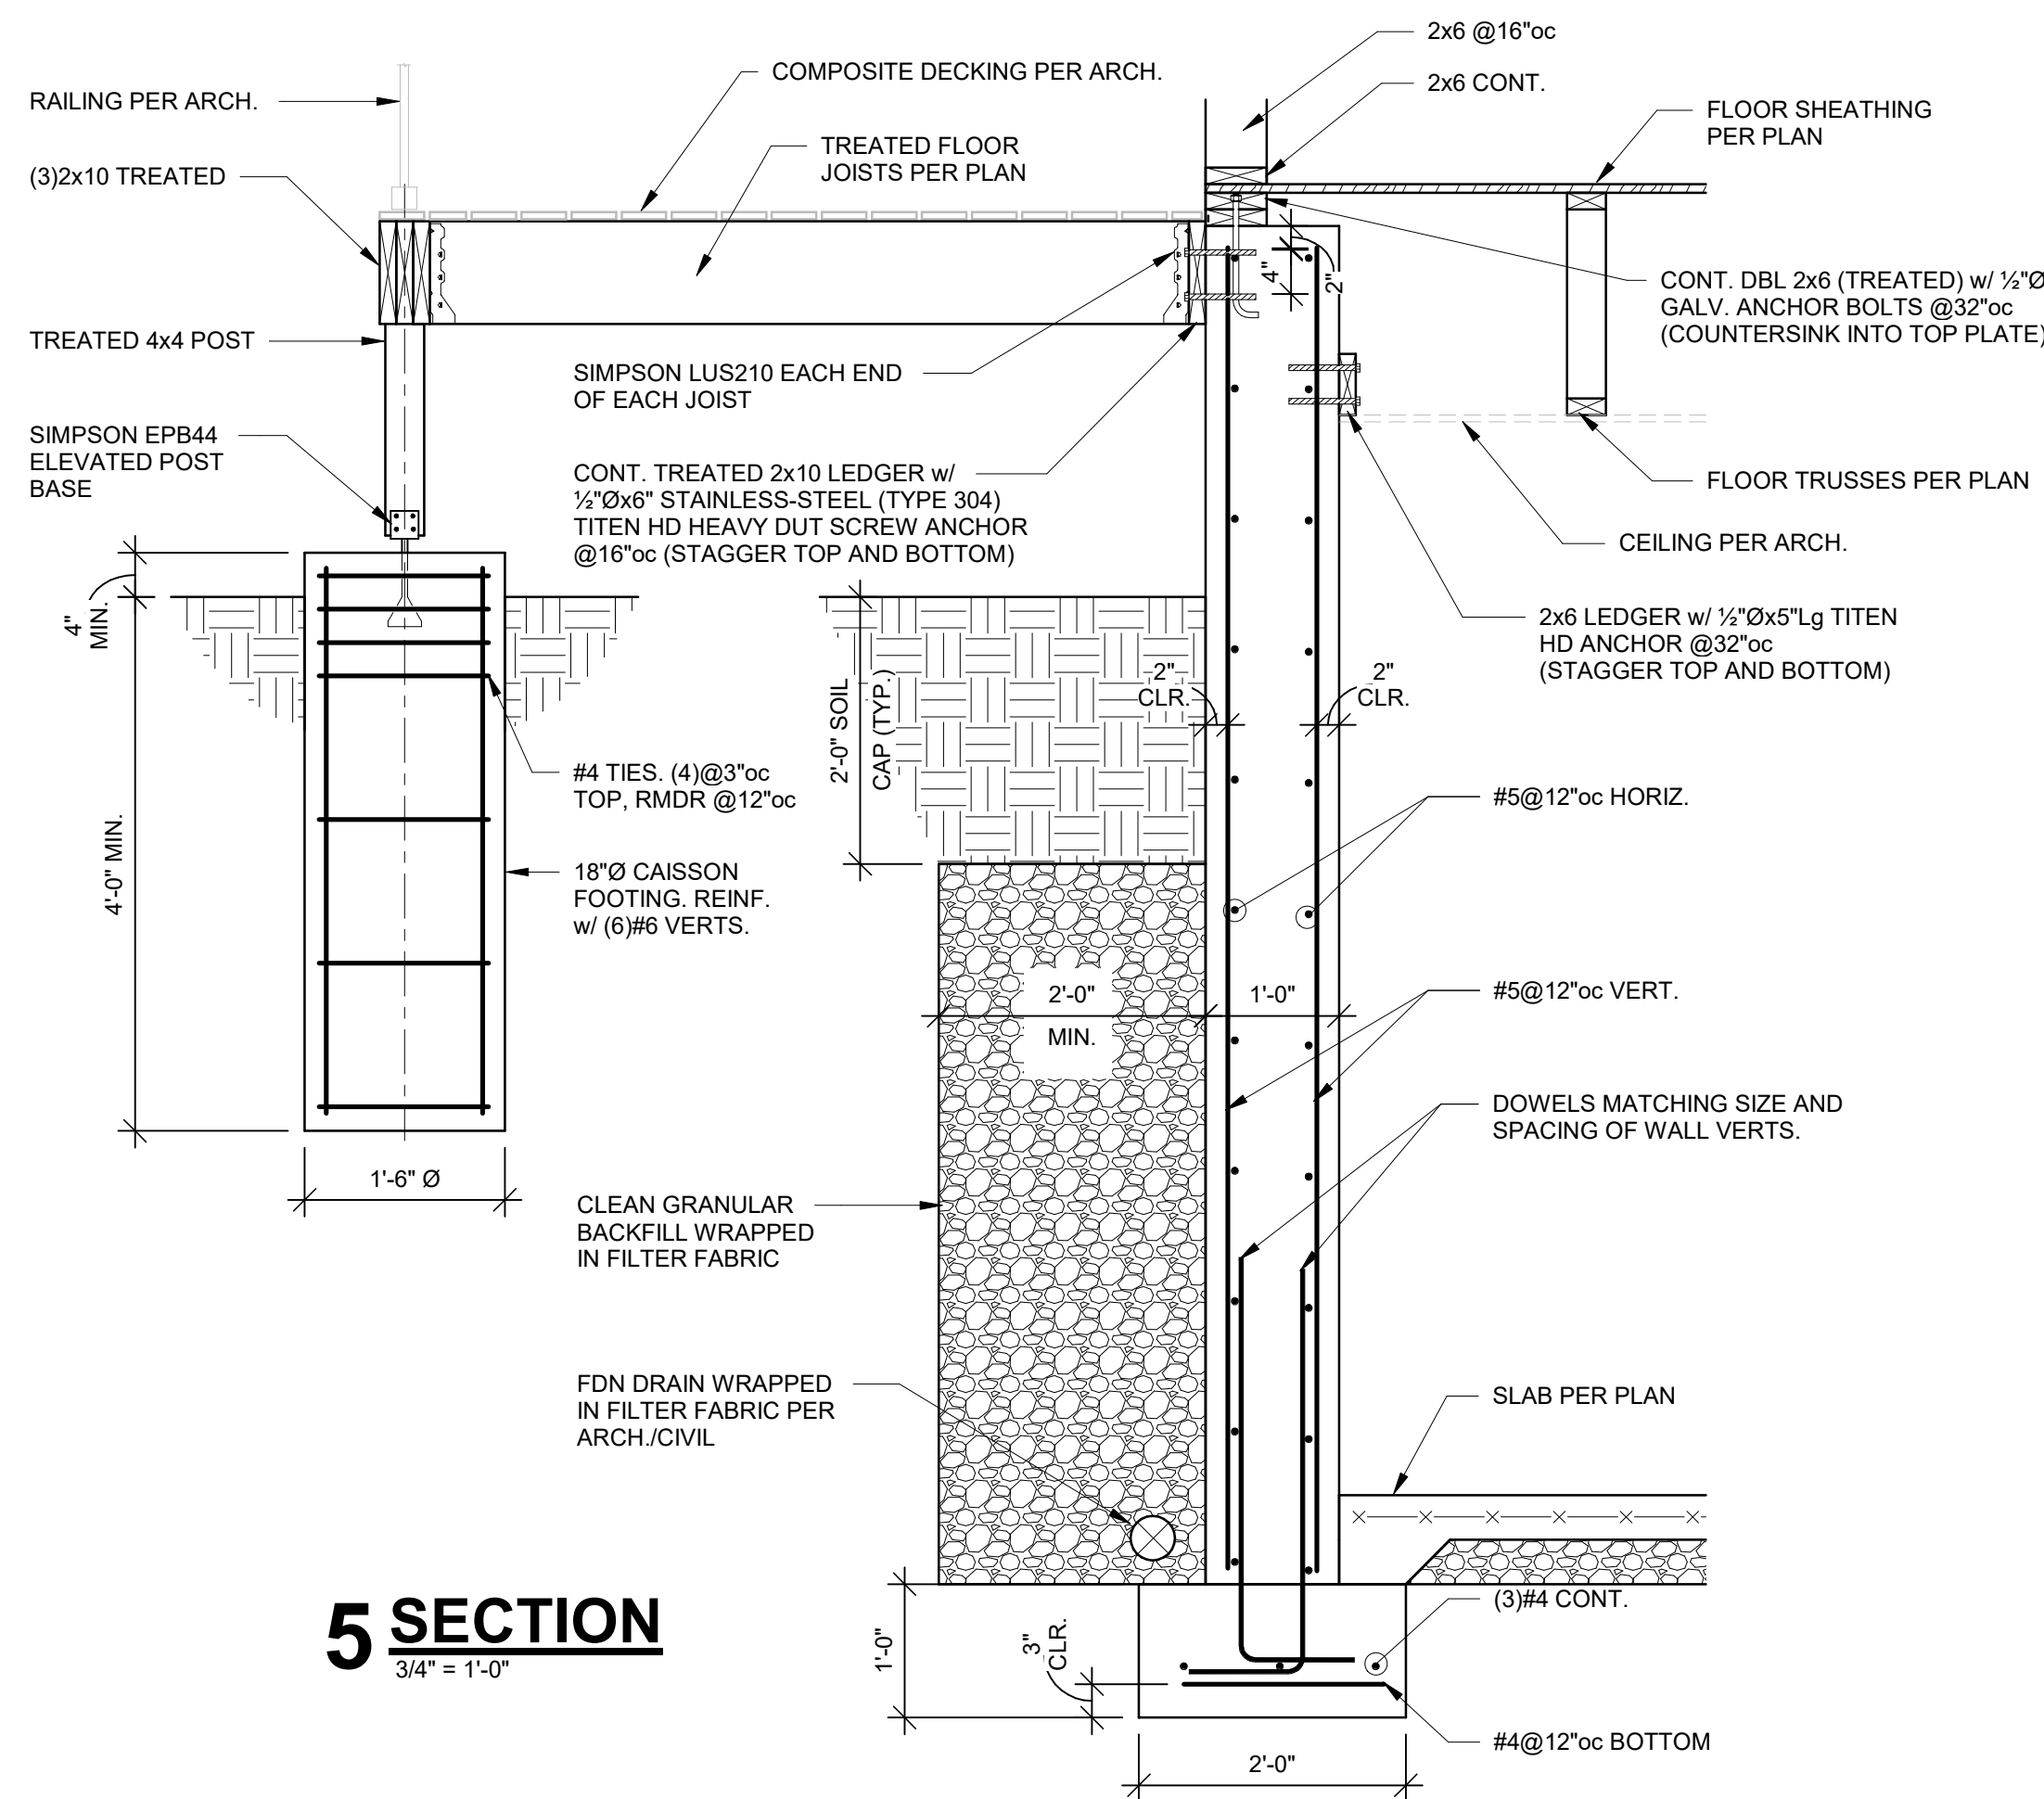 2x6 @16"oc
2x6 CONT.
COMPOSITE DECKING PER ARCH.
RAILING PER ARCH.
FLOOR SHEATHING
PER PLAN
TREATED FLOOR
JOISTS PER PLAN
(3)2x10 TREATED
CONT. DBL 2x6 (TREATED) w/ ½"Ø
GALV. ANCHOR BOLTS @32"oc
(COUNTERSINK INTO TOP PLATE)
4"
2"
TREATED 4x4 POST
SIMPSON LUS210 EACH END
OF EACH JOIST
SIMPSON EPB44
ELEVATED POST
BASE
CONT. TREATED 2x10 LEDGER w/
½"Øx6" STAINLESS-STEEL (TYPE 304)
TITEN HD HEAVY DUT SCREW ANCHOR
@16"oc (STAGGER TOP AND BOTTOM)
FLOOR TRUSSES PER PLAN
CEILING PER ARCH.
2x6 LEDGER w/ ½"Øx5"Lg TITEN
HD ANCHOR @32"oc
(STAGGER TOP AND BOTTOM)
4"
MIN.
2"
CLR.
2"
CLR.
2'-0" SOIL
CAP (TYP.)
#4 TIES. (4)@3"oc
TOP, RMDR @12"oc
#5@12"oc HORIZ.
4'-0" MIN.
18"Ø CAISSON
FOOTING. REINF.
w/ (6)#6 VERTS.
2'-0"
MIN.
1'-0"
#5@12"oc VERT.
DOWELS MATCHING SIZE AND
SPACING OF WALL VERTS.
1'-6" Ø
CLEAN GRANULAR
BACKFILL WRAPPED
IN FILTER FABRIC
FDN DRAIN WRAPPED
IN FILTER FABRIC PER
ARCH./CIVIL
SLAB PER PLAN
(3)#4 CONT.
1'-0"
3"
CLR.
#4@12"oc BOTTOM
2'-0"
5 SECTION
3/4" = 1'-0"